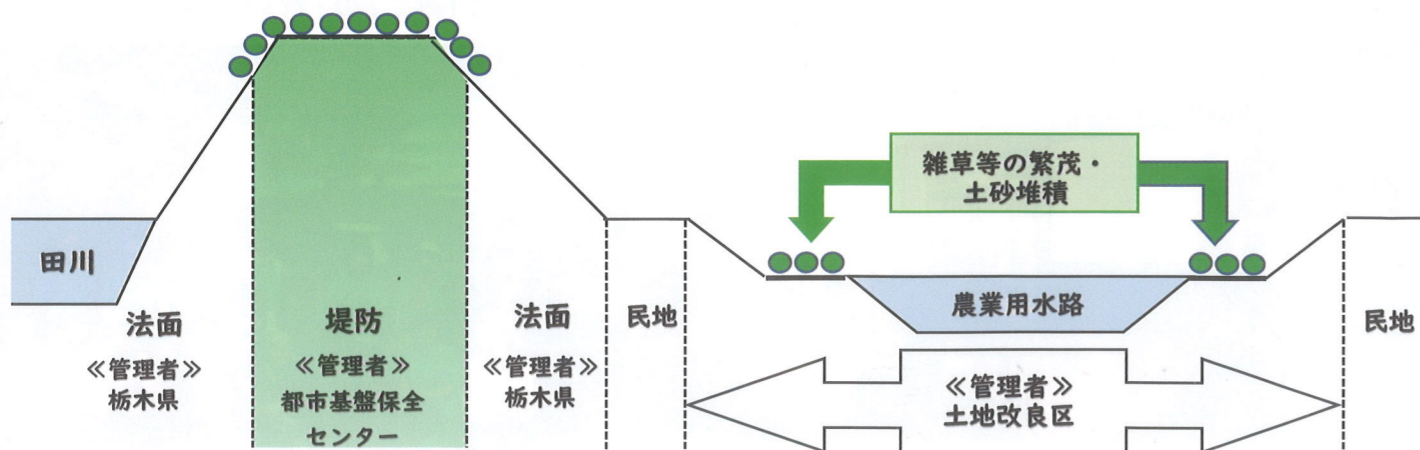 雑草等の繁茂・
土砂堆積
田川
法面
≪管理者≫
栃木県
堤防
≪管理者≫
都市基盤保全
センター
法面
≪管理者≫
栃木県
民地
農業用水路
≪管理者≫
土地改良区
民地